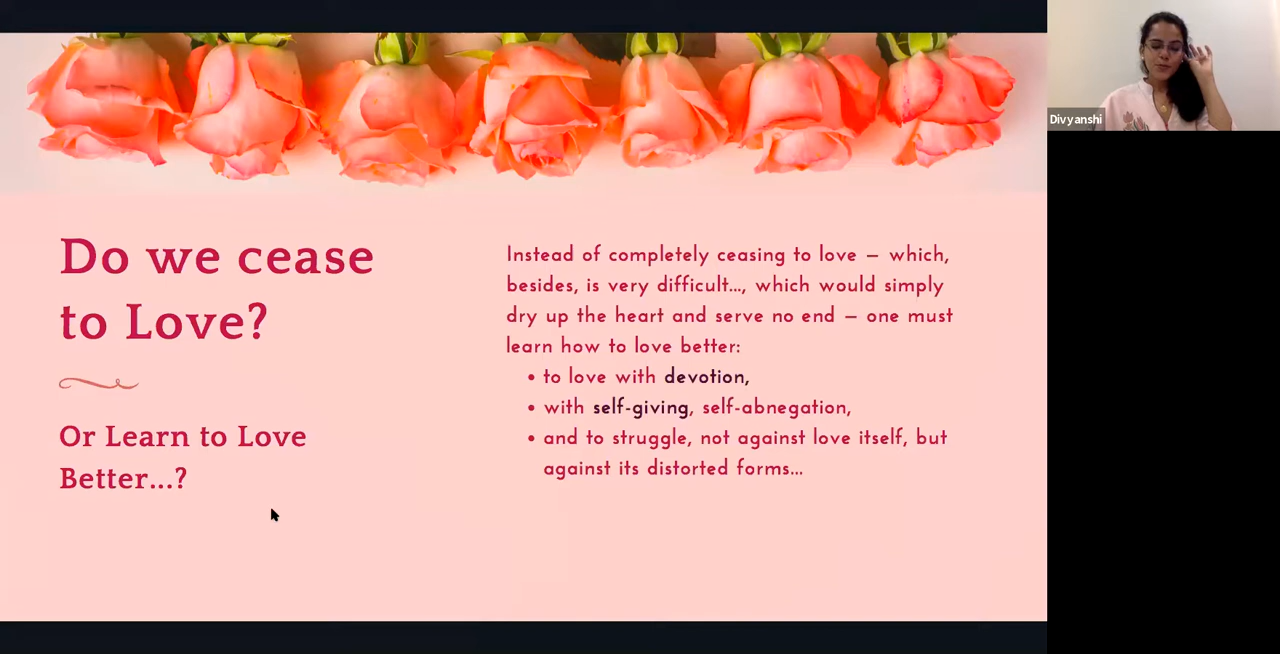 Do we cease
to Love?
Or Learn to Love
Better...?
Instead of completely ceasing to love – which,
besides, is very difficult..., which would simply
dry up the heart and serve no end – one must
learn how to love better:
• to love with devotion,
• with self-giving, self-abnegation,
• and to struggle, not against love itself, but
against its distorted forms...
Divyanshi